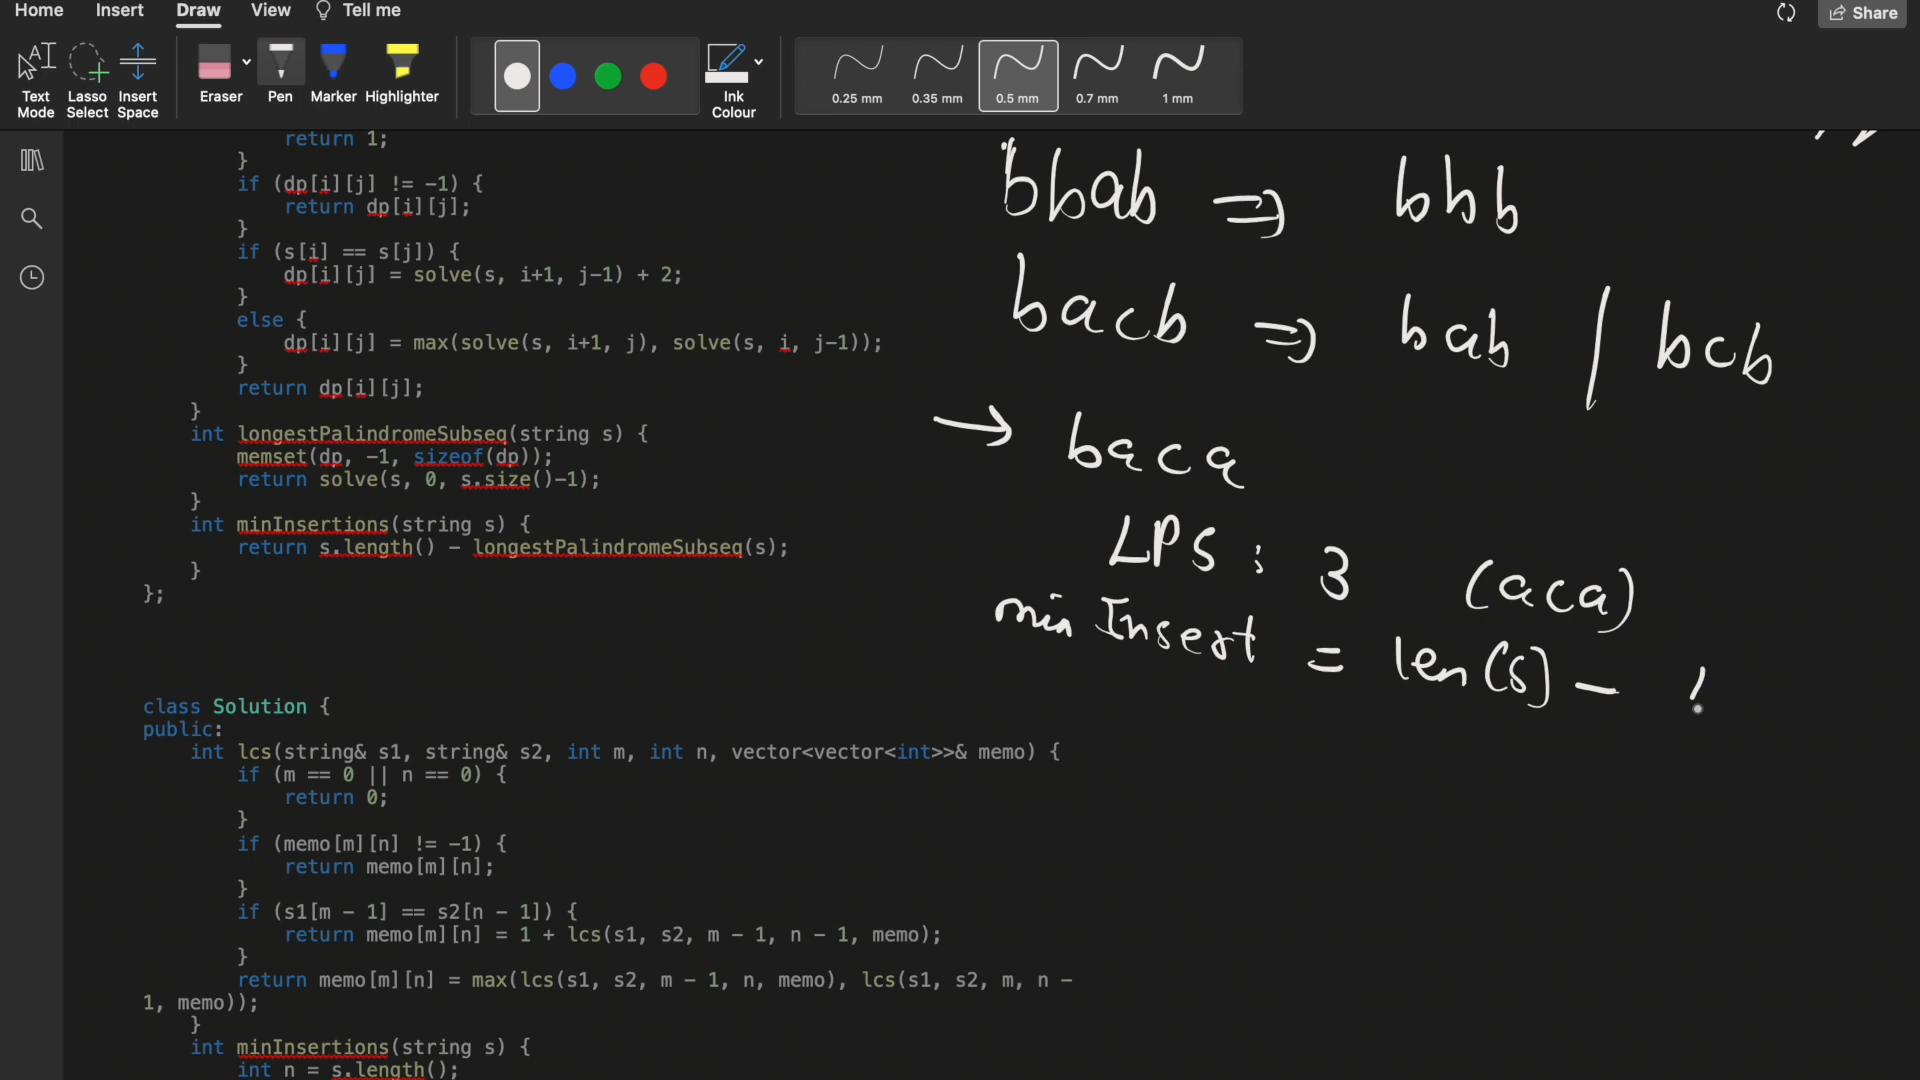 Home Insert Draw View Tell me Share
Text Mode Lasso Select Insert Space Eraser Pen Marker Highlighter Ink Colour 0.25 mm 0.35 mm 0.5 mm 0.7 mm 1 mm
return 1;
}
if (dp[i][j] != -1) {
return dp[i][j];
}
if (s[i] == s[j]) {
dp[i][j] = solve(s, i+1, j-1) + 2;
}
else {
dp[i][j] = max(solve(s, i+1, j), solve(s, i, j-1));
}
return dp[i][j];
}
int longestPalindromeSubseq(string s) {
memset(dp, -1, sizeof(dp));
return solve(s, 0, s.size()-1);
}
int minInsertions(string s) {
return s.length() - longestPalindromeSubseq(s);
}
};
class Solution {
public:
int lcs(string& s1, string& s2, int m, int n, vector<vector<int>>& memo) {
if (m == 0 || n == 0) {
return 0;
}
if (memo[m][n] != -1) {
return memo[m][n];
}
if (s1[m - 1] == s2[n - 1]) {
return memo[m][n] = 1 + lcs(s1, s2, m - 1, n - 1, memo);
}
return memo[m][n] = max(lcs(s1, s2, m - 1, n, memo), lcs(s1, s2, m, n -
1, memo));
}
int minInsertions(string s) {
int n = s.length();
bbab ⇒ bbb
bacb ⇒ bab / bcb
→ baca
LPS : 3 (aca)
min Insert = len(s) -